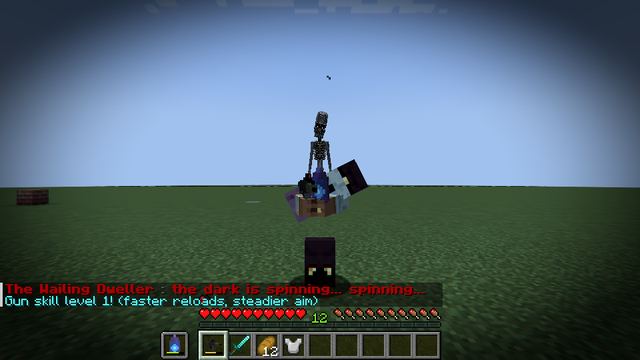 The Wailing Dweller : the dark is spinning... spinning...
Gun skill level 1! (faster reloads, steadier aim)
12
12